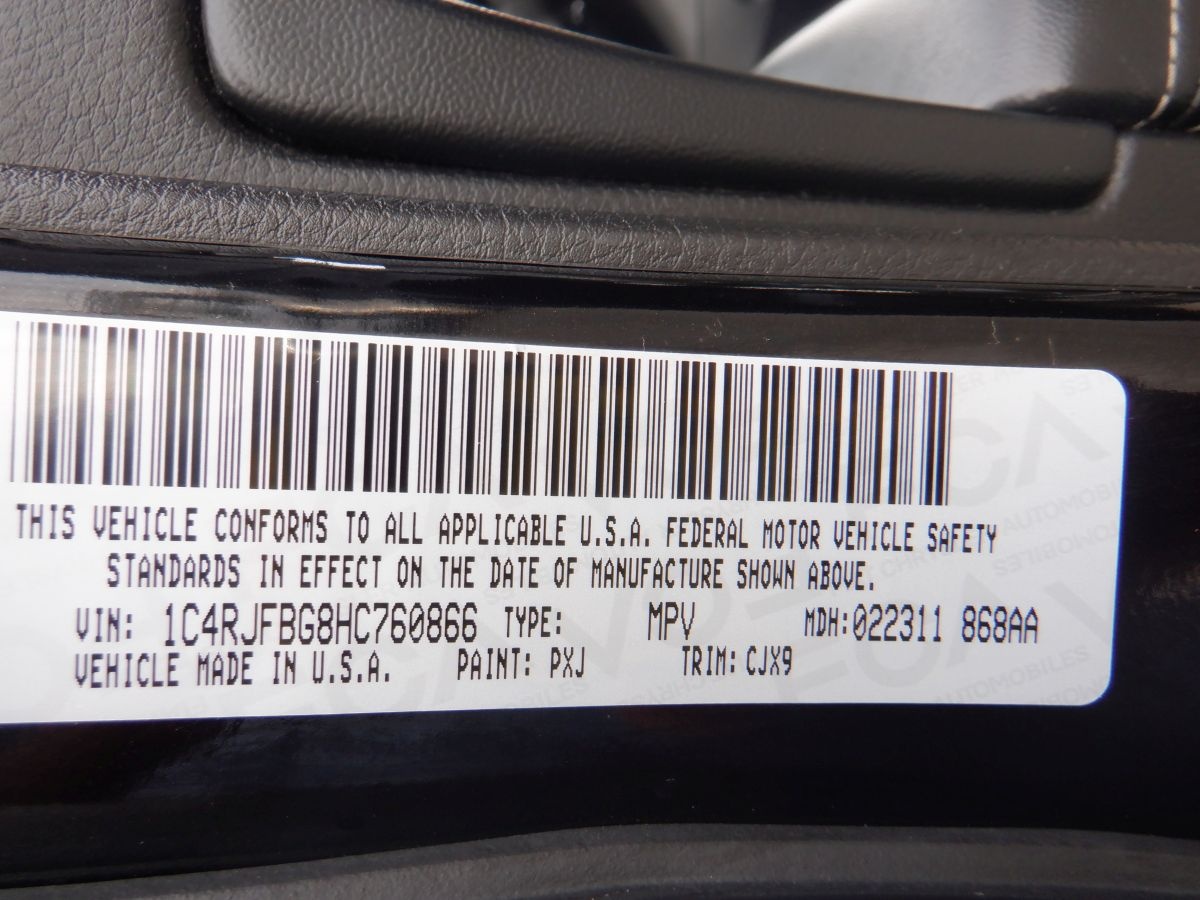 THIS VEHICLE CONFORMS TO ALL APPLICABLE U.S.A. FEDERAL MOTOR VEHICLE SAFETY
STANDARDS IN EFFECT ON THE DATE OF MANUFACTURE SHOWN ABOVE.
VIN: 1C4RJFBG8HC760866 TYPE: MPV MDH:022311 868AA
VEHICLE MADE IN U.S.A. PAINT: PXJ TRIM: CJX9